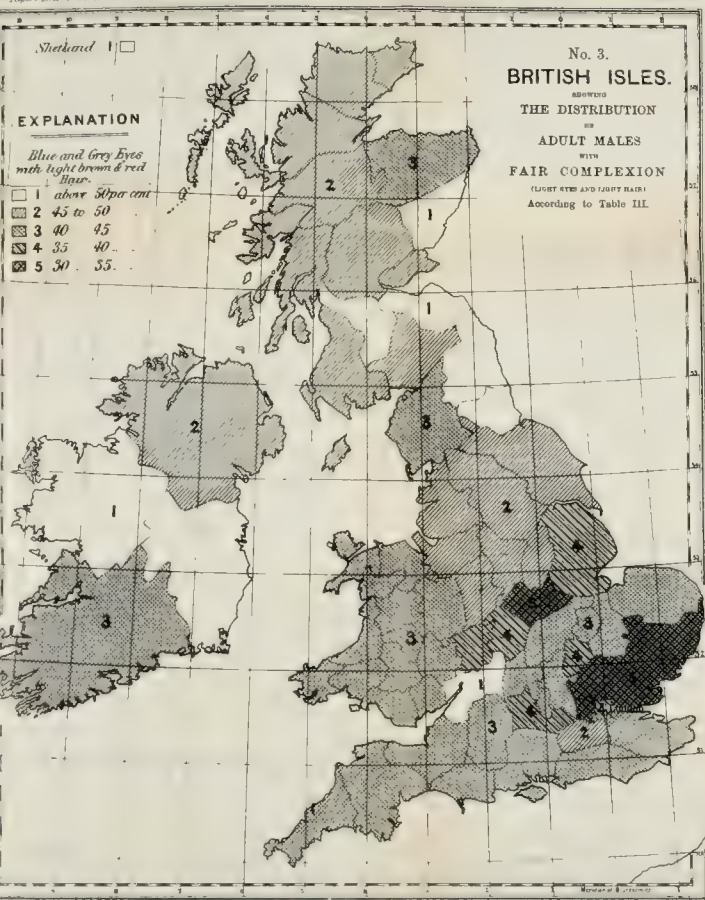 Shetland 1
No. 3.
BRITISH ISLES.
SHOWING
THE DISTRIBUTION
OF
ADULT MALES
WITH
FAIR COMPLEXION
(LIGHT EYES AND LIGHT HAIR)
According to Table III.
EXPLANATION
Blue and Grey Eyes
with light brown & red
Hair.
1 above 50 per cent
2 45 to 50
3 40 45
4 35 40
5 30 35
2
3
1
1
2
3
2
1
4
3
3
3
4
4
1
3
2